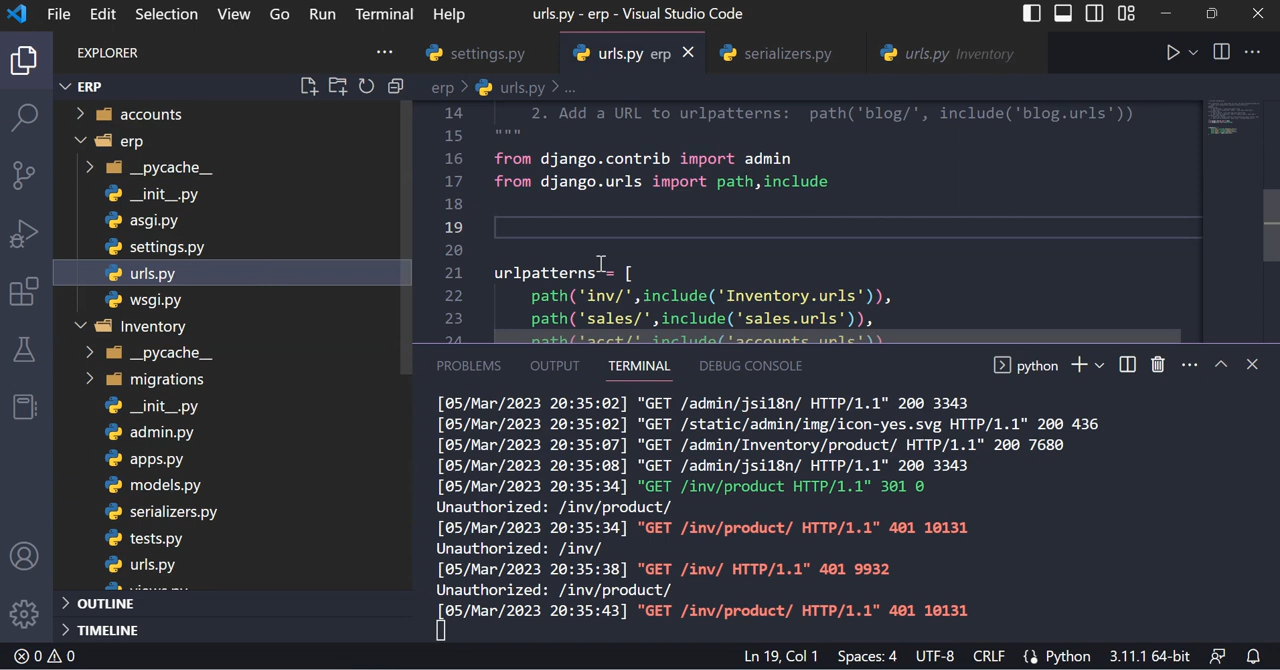 File Edit Selection View Go Run Terminal Help urls.py - erp - Visual Studio Code
EXPLORER ··· settings.py urls.py erp serializers.py urls.py Inventory
ERP
erp > urls.py > ...
accounts
erp
__pycache__
__init__.py
asgi.py
settings.py
urls.py
wsgi.py
Inventory
__pycache__
migrations
__init__.py
admin.py
apps.py
models.py
serializers.py
tests.py
urls.py
views.py
OUTLINE
TIMELINE
14 2. Add a URL to urlpatterns:  path('blog/', include('blog.urls'))
15 """
16 from django.contrib import admin
17 from django.urls import path,include
18
19
20
21 urlpatterns = [
22 path('inv/',include('Inventory.urls')),
23 path('sales/',include('sales.urls')),
24 path('acct/',include('accounts.urls'))
PROBLEMS OUTPUT TERMINAL DEBUG CONSOLE python
[05/Mar/2023 20:35:02] "GET /admin/jsi18n/ HTTP/1.1" 200 3343
[05/Mar/2023 20:35:02] "GET /static/admin/img/icon-yes.svg HTTP/1.1" 200 436
[05/Mar/2023 20:35:07] "GET /admin/Inventory/product/ HTTP/1.1" 200 7680
[05/Mar/2023 20:35:08] "GET /admin/jsi18n/ HTTP/1.1" 200 3343
[05/Mar/2023 20:35:34] "GET /inv/product HTTP/1.1" 301 0
Unauthorized: /inv/product/
[05/Mar/2023 20:35:34] "GET /inv/product/ HTTP/1.1" 401 10131
Unauthorized: /inv/
[05/Mar/2023 20:35:38] "GET /inv/ HTTP/1.1" 401 9932
Unauthorized: /inv/product/
[05/Mar/2023 20:35:43] "GET /inv/product/ HTTP/1.1" 401 10131
0 0 Ln 19, Col 1 Spaces: 4 UTF-8 CRLF Python 3.11.1 64-bit